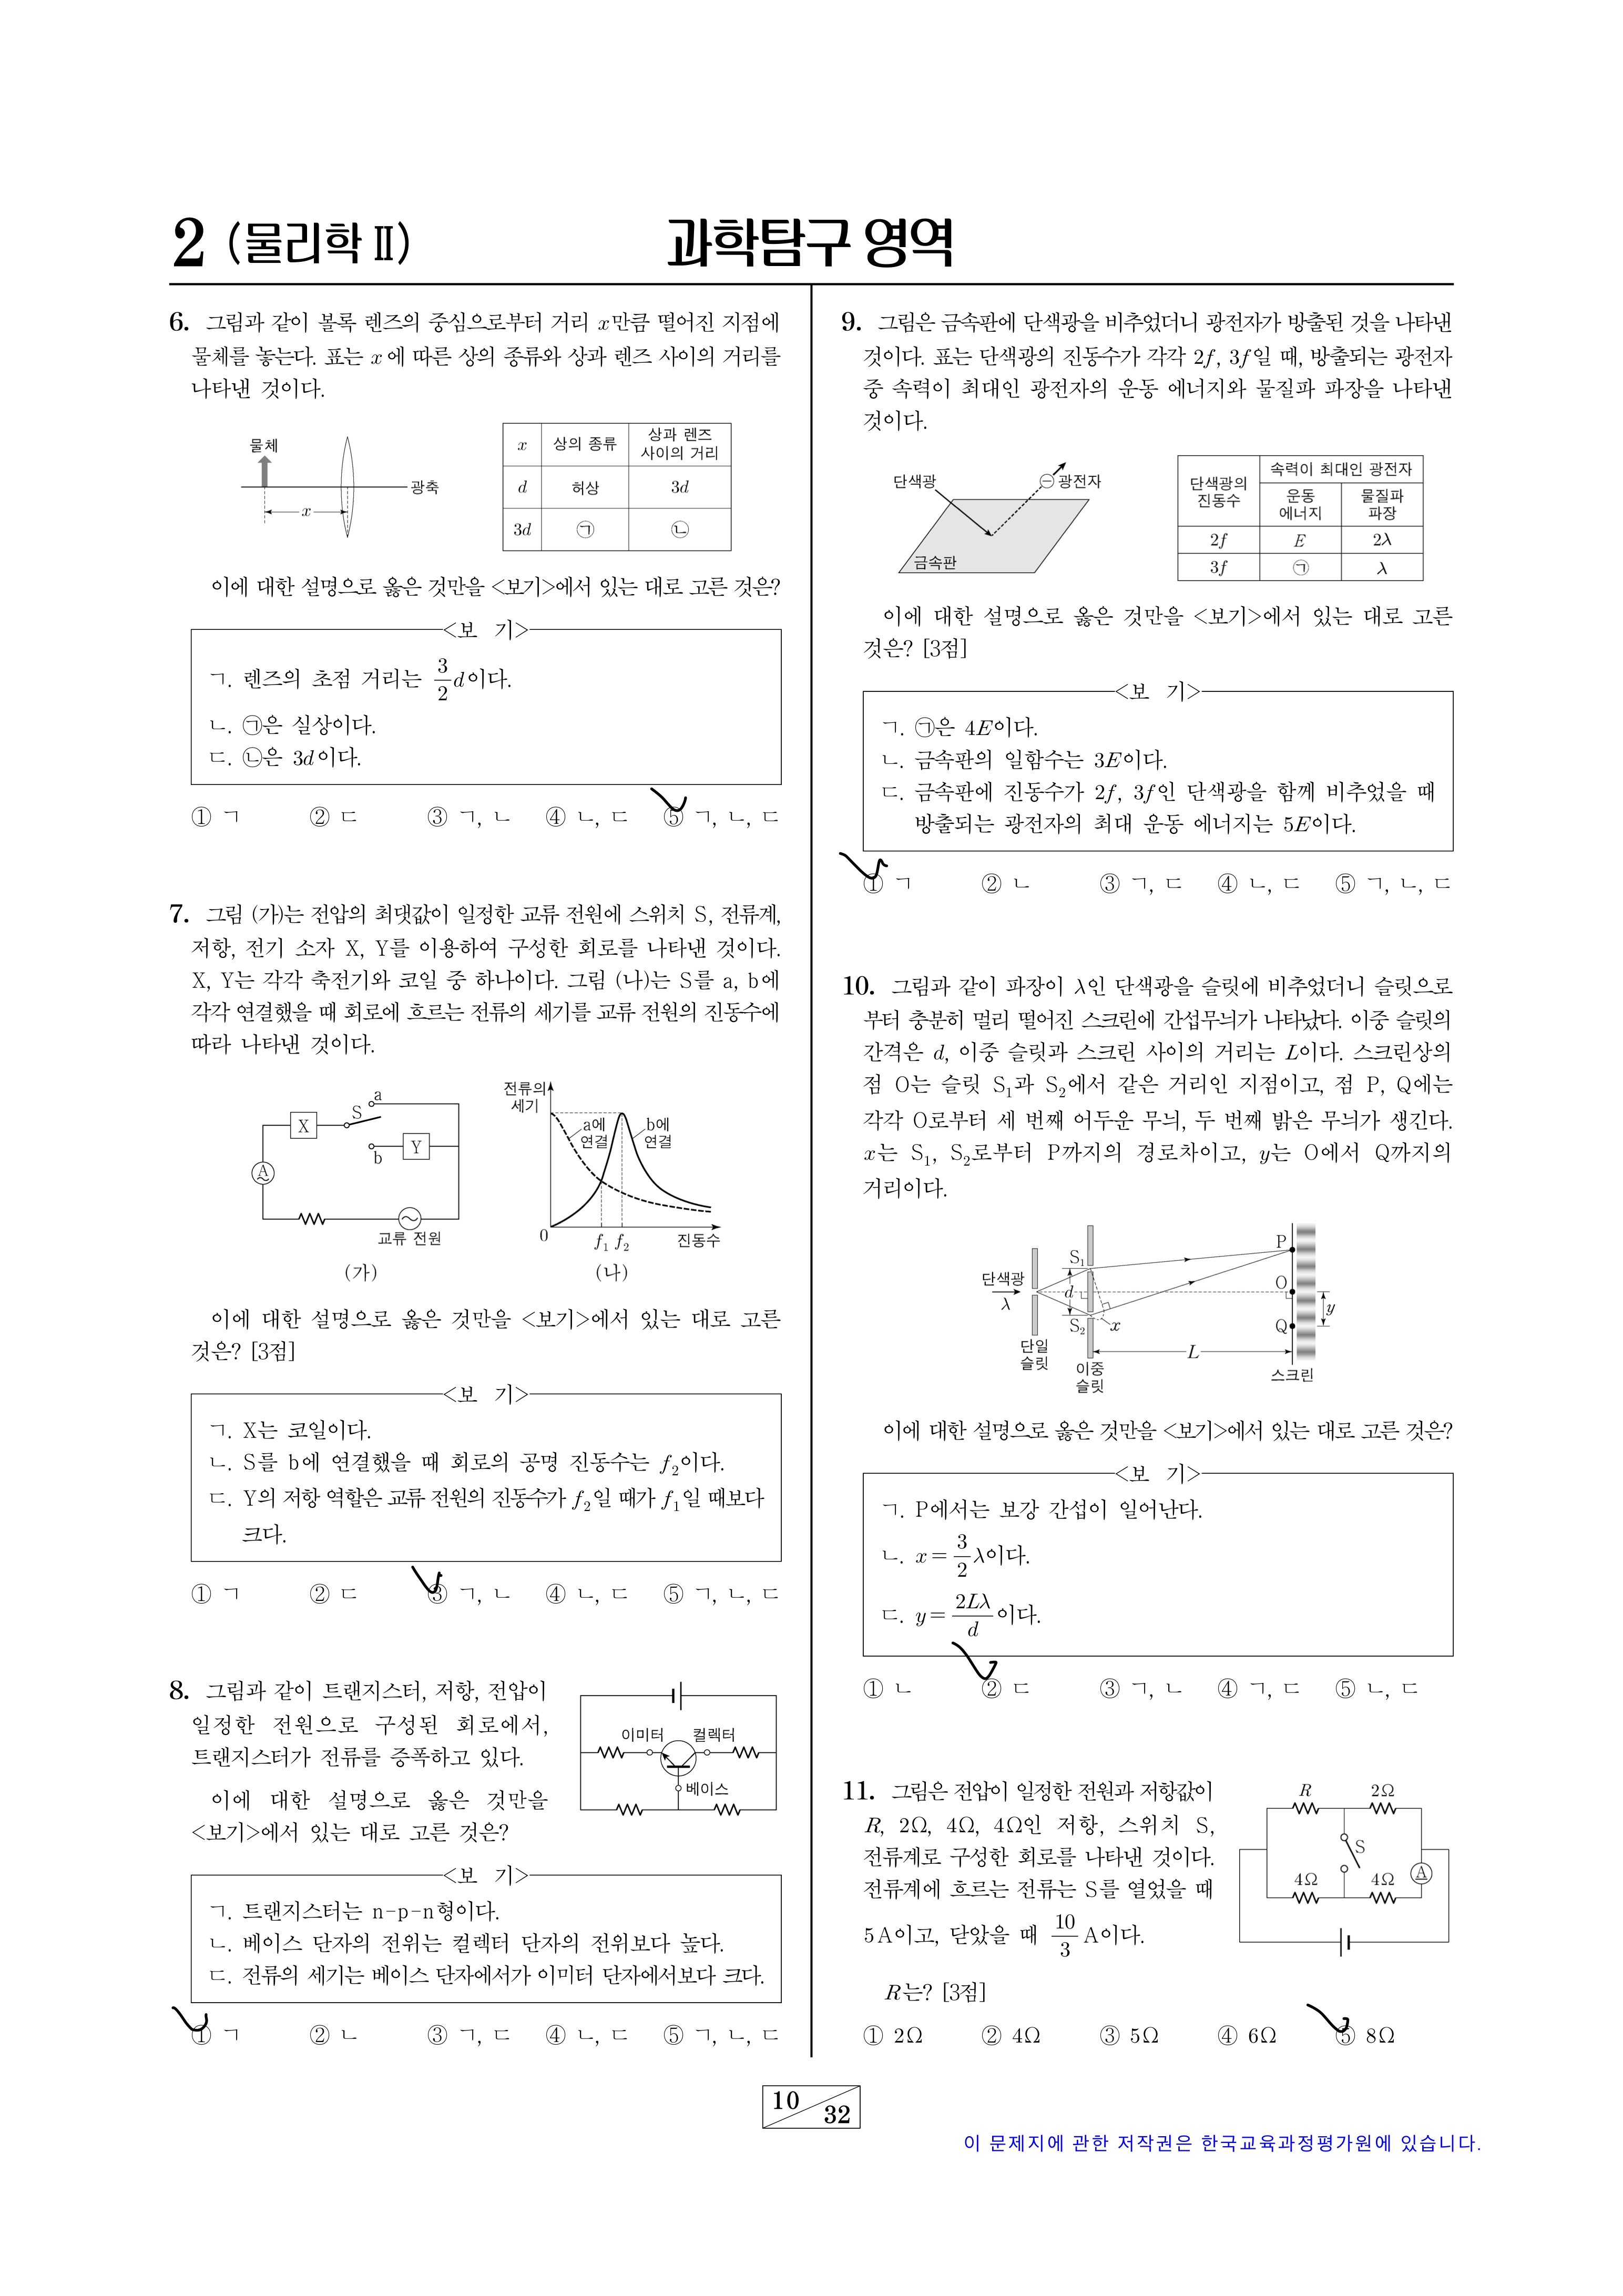 2 (물리학Ⅱ)
과학탐구 영역
6. 그림과 같이 볼록 렌즈의 중심으로부터 거리 x만큼 떨어진 지점에
물체를 놓는다. 표는 x에 따른 상의 종류와 상과 렌즈 사이의 거리를
나타낸 것이다.
물체
광축
x
x 상의 종류 상과 렌즈 사이의 거리
d 허상 3d
3d ㉠ ㉡
이에 대한 설명으로 옳은 것만을 <보기>에서 있는 대로 고른 것은?
<보 기>
ㄱ. 렌즈의 초점 거리는 3/2 d이다.
ㄴ. ㉠은 실상이다.
ㄷ. ㉡은 3d이다.
① ㄱ ② ㄷ ③ ㄱ, ㄴ ④ ㄴ, ㄷ ⑤ ㄱ, ㄴ, ㄷ
7. 그림 (가)는 전압의 최댓값이 일정한 교류 전원에 스위치 S, 전류계,
저항, 전기 소자 X, Y를 이용하여 구성한 회로를 나타낸 것이다.
X, Y는 각각 축전기와 코일 중 하나이다. 그림 (나)는 S를 a, b에
각각 연결했을 때 회로에 흐르는 전류의 세기를 교류 전원의 진동수에
따라 나타낸 것이다.
X S a b Y A
교류 전원
(가)
전류의 세기
a에 연결
b에 연결
0 f₁ f₂ 진동수
(나)
이에 대한 설명으로 옳은 것만을 <보기>에서 있는 대로 고른
것은? [3점]
<보 기>
ㄱ. X는 코일이다.
ㄴ. S를 b에 연결했을 때 회로의 공명 진동수는 f₂이다.
ㄷ. Y의 저항 역할은 교류 전원의 진동수가 f₂일 때가 f₁일 때보다
크다.
① ㄱ ② ㄷ ③ ㄱ, ㄴ ④ ㄴ, ㄷ ⑤ ㄱ, ㄴ, ㄷ
8. 그림과 같이 트랜지스터, 저항, 전압이
일정한 전원으로 구성된 회로에서,
트랜지스터가 전류를 증폭하고 있다.
이에 대한 설명으로 옳은 것만을
<보기>에서 있는 대로 고른 것은?
이미터 컬렉터
베이스
<보 기>
ㄱ. 트랜지스터는 n-p-n형이다.
ㄴ. 베이스 단자의 전위는 컬렉터 단자의 전위보다 높다.
ㄷ. 전류의 세기는 베이스 단자에서가 이미터 단자에서보다 크다.
① ㄱ ② ㄴ ③ ㄱ, ㄷ ④ ㄴ, ㄷ ⑤ ㄱ, ㄴ, ㄷ
9. 그림은 금속판에 단색광을 비추었더니 광전자가 방출된 것을 나타낸
것이다. 표는 단색광의 진동수가 각각 2f, 3f일 때, 방출되는 광전자
중 속력이 최대인 광전자의 운동 에너지와 물질파 파장을 나타낸
것이다.
단색광
광전자
금속판
단색광의 진동수 속력이 최대인 광전자
운동 에너지 물질파 파장
2f E 2λ
3f ㉠ λ
이에 대한 설명으로 옳은 것만을 <보기>에서 있는 대로 고른
것은? [3점]
<보 기>
ㄱ. ㉠은 4E이다.
ㄴ. 금속판의 일함수는 3E이다.
ㄷ. 금속판에 진동수가 2f, 3f인 단색광을 함께 비추었을 때
방출되는 광전자의 최대 운동 에너지는 5E이다.
① ㄱ ② ㄴ ③ ㄱ, ㄷ ④ ㄴ, ㄷ ⑤ ㄱ, ㄴ, ㄷ
10. 그림과 같이 파장이 λ인 단색광을 슬릿에 비추었더니 슬릿으로
부터 충분히 멀리 떨어진 스크린에 간섭무늬가 나타났다. 이중 슬릿의
간격은 d, 이중 슬릿과 스크린 사이의 거리는 L이다. 스크린상의
점 O는 슬릿 S₁과 S₂에서 같은 거리인 지점이고, 점 P, Q에는
각각 O로부터 세 번째 어두운 무늬, 두 번째 밝은 무늬가 생긴다.
x는 S₁, S₂로부터 P까지의 경로차이고, y는 O에서 Q까지의
거리이다.
단색광 λ
단일 슬릿
S₁ d S₂ x
이중 슬릿
L
P O Q y
스크린
이에 대한 설명으로 옳은 것만을 <보기>에서 있는 대로 고른 것은?
<보 기>
ㄱ. P에서는 보강 간섭이 일어난다.
ㄴ. x = 3/2 λ이다.
ㄷ. y = 2Lλ/d 이다.
① ㄴ ② ㄷ ③ ㄱ, ㄴ ④ ㄱ, ㄷ ⑤ ㄴ, ㄷ
11. 그림은 전압이 일정한 전원과 저항값이
R, 2Ω, 4Ω, 4Ω인 저항, 스위치 S,
전류계로 구성한 회로를 나타낸 것이다.
전류계에 흐르는 전류는 S를 열었을 때
5A이고, 닫았을 때 10/3 A이다.
R는? [3점]
R 2Ω
S
4Ω 4Ω A
① 2Ω ② 4Ω ③ 5Ω ④ 6Ω ⑤ 8Ω
10 32
이 문제지에 관한 저작권은 한국교육과정평가원에 있습니다.